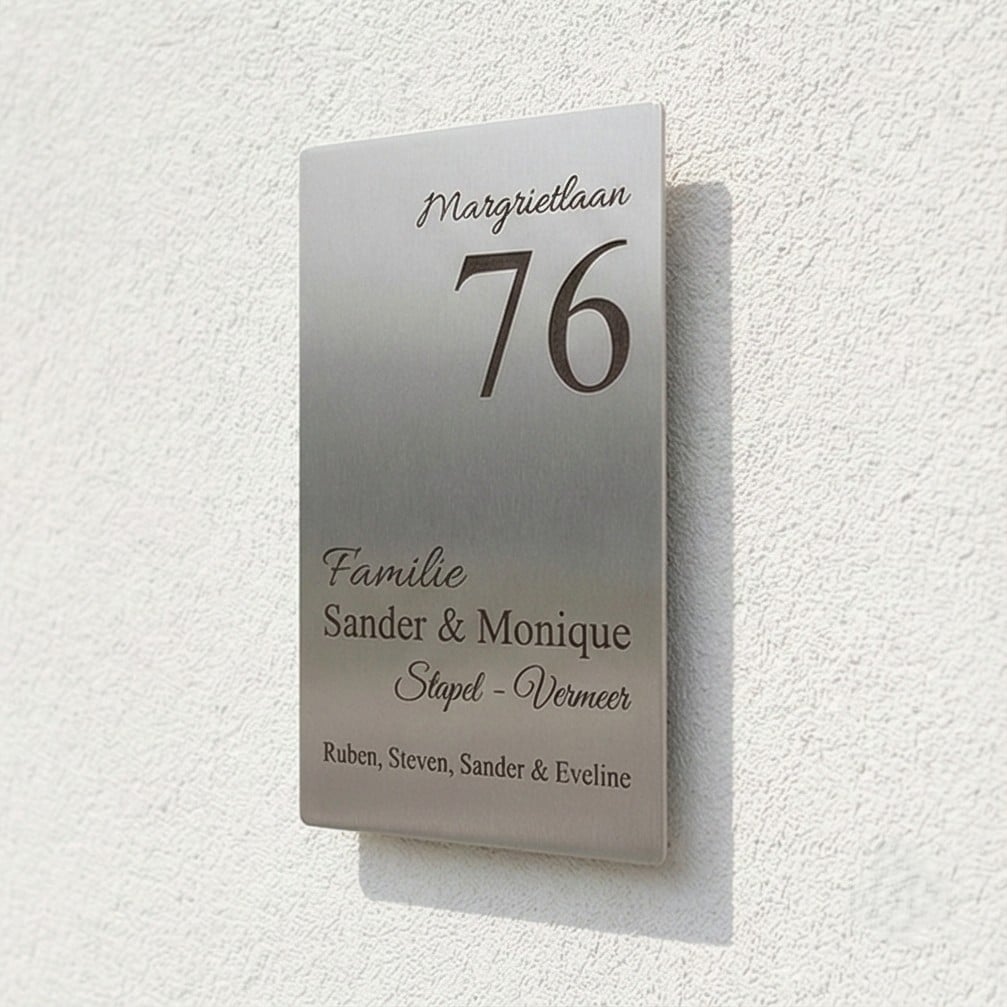 Margrietlaan
76
Familie
Sander & Monique
Stapel - Vermeer
Ruben, Steven, Sander & Eveline